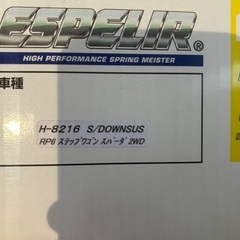 ESPELIR®
HIGH PERFORMANCE SPRING MEISTER
車種
H-8216 S/DOWNSUS
RP6 ステップワゴン スパーダ 2WD